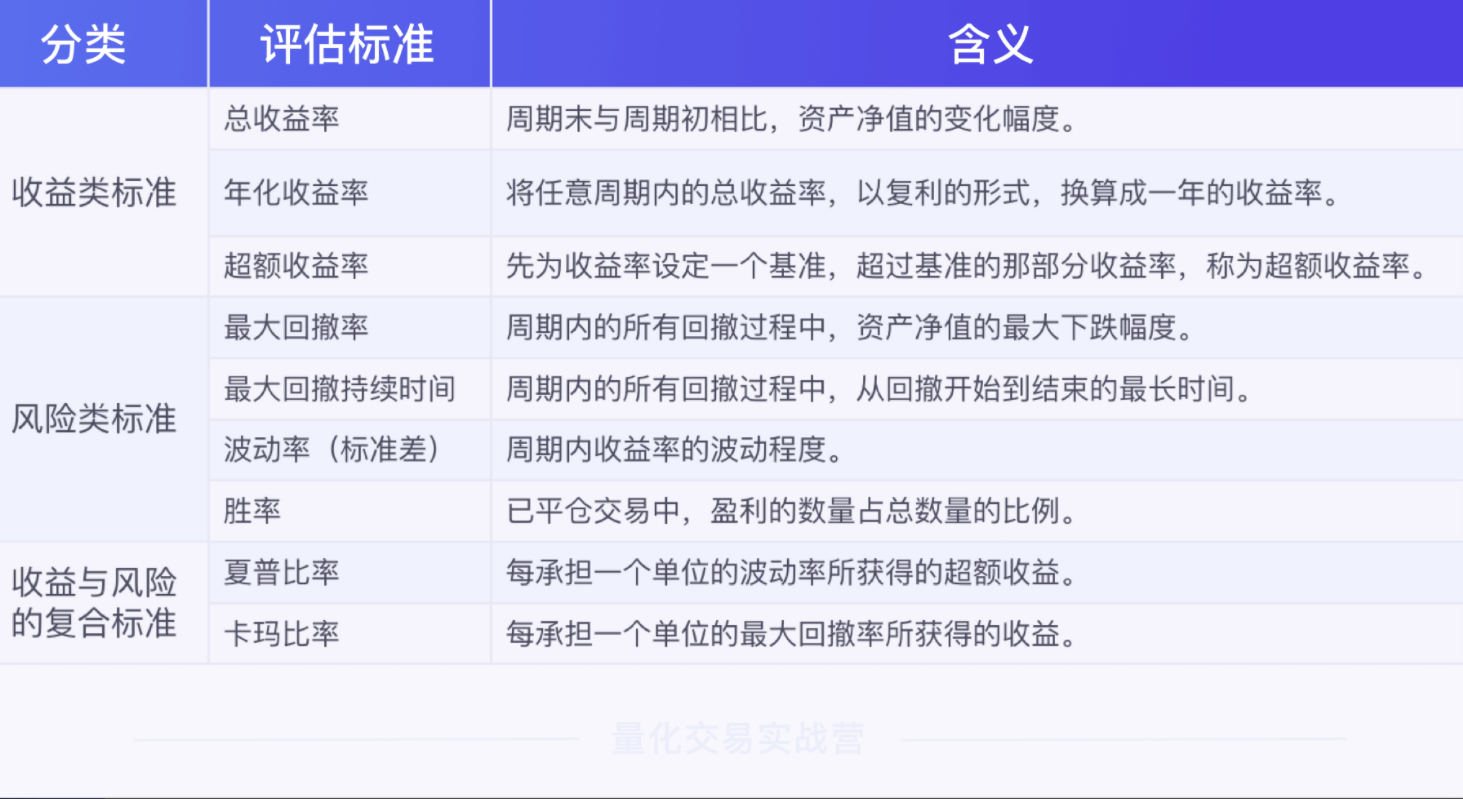 分类 评估标准 含义
收益类标准
总收益率 周期末与周期初相比，资产净值的变化幅度。
年化收益率 将任意周期内的总收益率，以复利的形式，换算成一年的收益率。
超额收益率 先为收益率设定一个基准，超过基准的那部分收益率，称为超额收益率。
风险类标准
最大回撤率 周期内的所有回撤过程中，资产净值的最大下跌幅度。
最大回撤持续时间 周期内的所有回撤过程中，从回撤开始到结束的最长时间。
波动率（标准差） 周期内收益率的波动程度。
胜率 已平仓交易中，盈利的数量占总数量的比例。
收益与风险
的复合标准
夏普比率 每承担一个单位的波动率所获得的超额收益。
卡玛比率 每承担一个单位的最大回撤率所获得的收益。
量化交易实战营